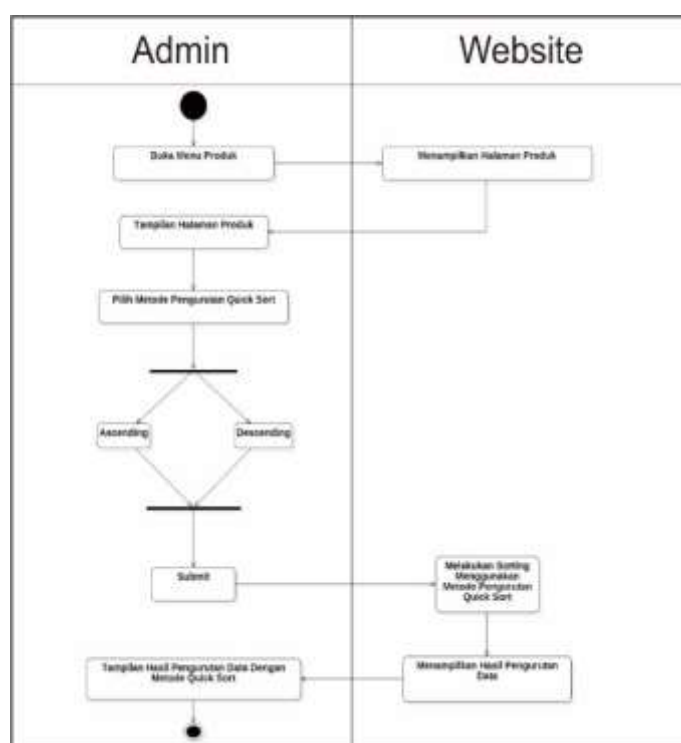 Admin
Website
Buka Menu Produk
Menampilkan Halaman Produk
Tampilan Halaman Produk
Pilih Metode Pengurutan Quick Sort
Ascending
Descending
Submit
Melakukan Sorting
Menggunakan
Metode Pengurutan
Quick Sort
Tampilan Hasil Pengurutan Data Dengan
Metode Quick Sort
Menampilkan Hasil Pengurutan
Data